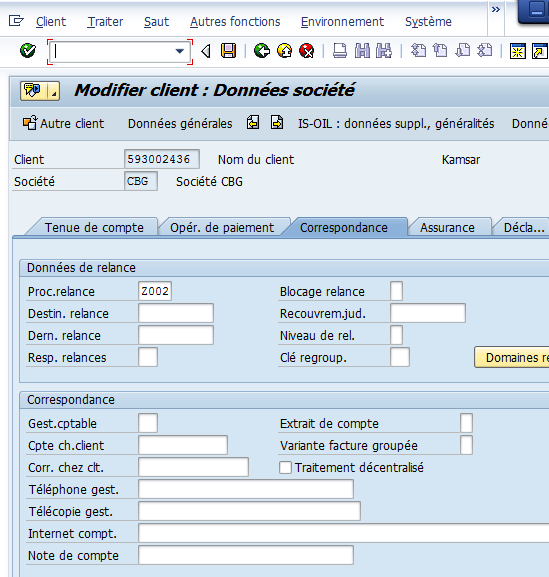 Client Traiter Saut Autres fonctions Environnement Système »
Modifier client : Données société
Autre client Données générales IS-OIL : données suppl., généralités Donné
Client 593002436 Nom du client Kamsar
Société CBG Société CBG
Tenue de compte Opér. de paiement Correspondance Assurance Décla...
Données de relance
Proc.relance Z002 Blocage relance
Destin. relance Recouvrem.jud.
Dern. relance Niveau de rel.
Resp. relances Clé regroup. Domaines re
Correspondance
Gest.cptable Extrait de compte
Cpte ch.client Variante facture groupée
Corr. chez clt. Traitement décentralisé
Téléphone gest.
Télécopie gest.
Internet compt.
Note de compte